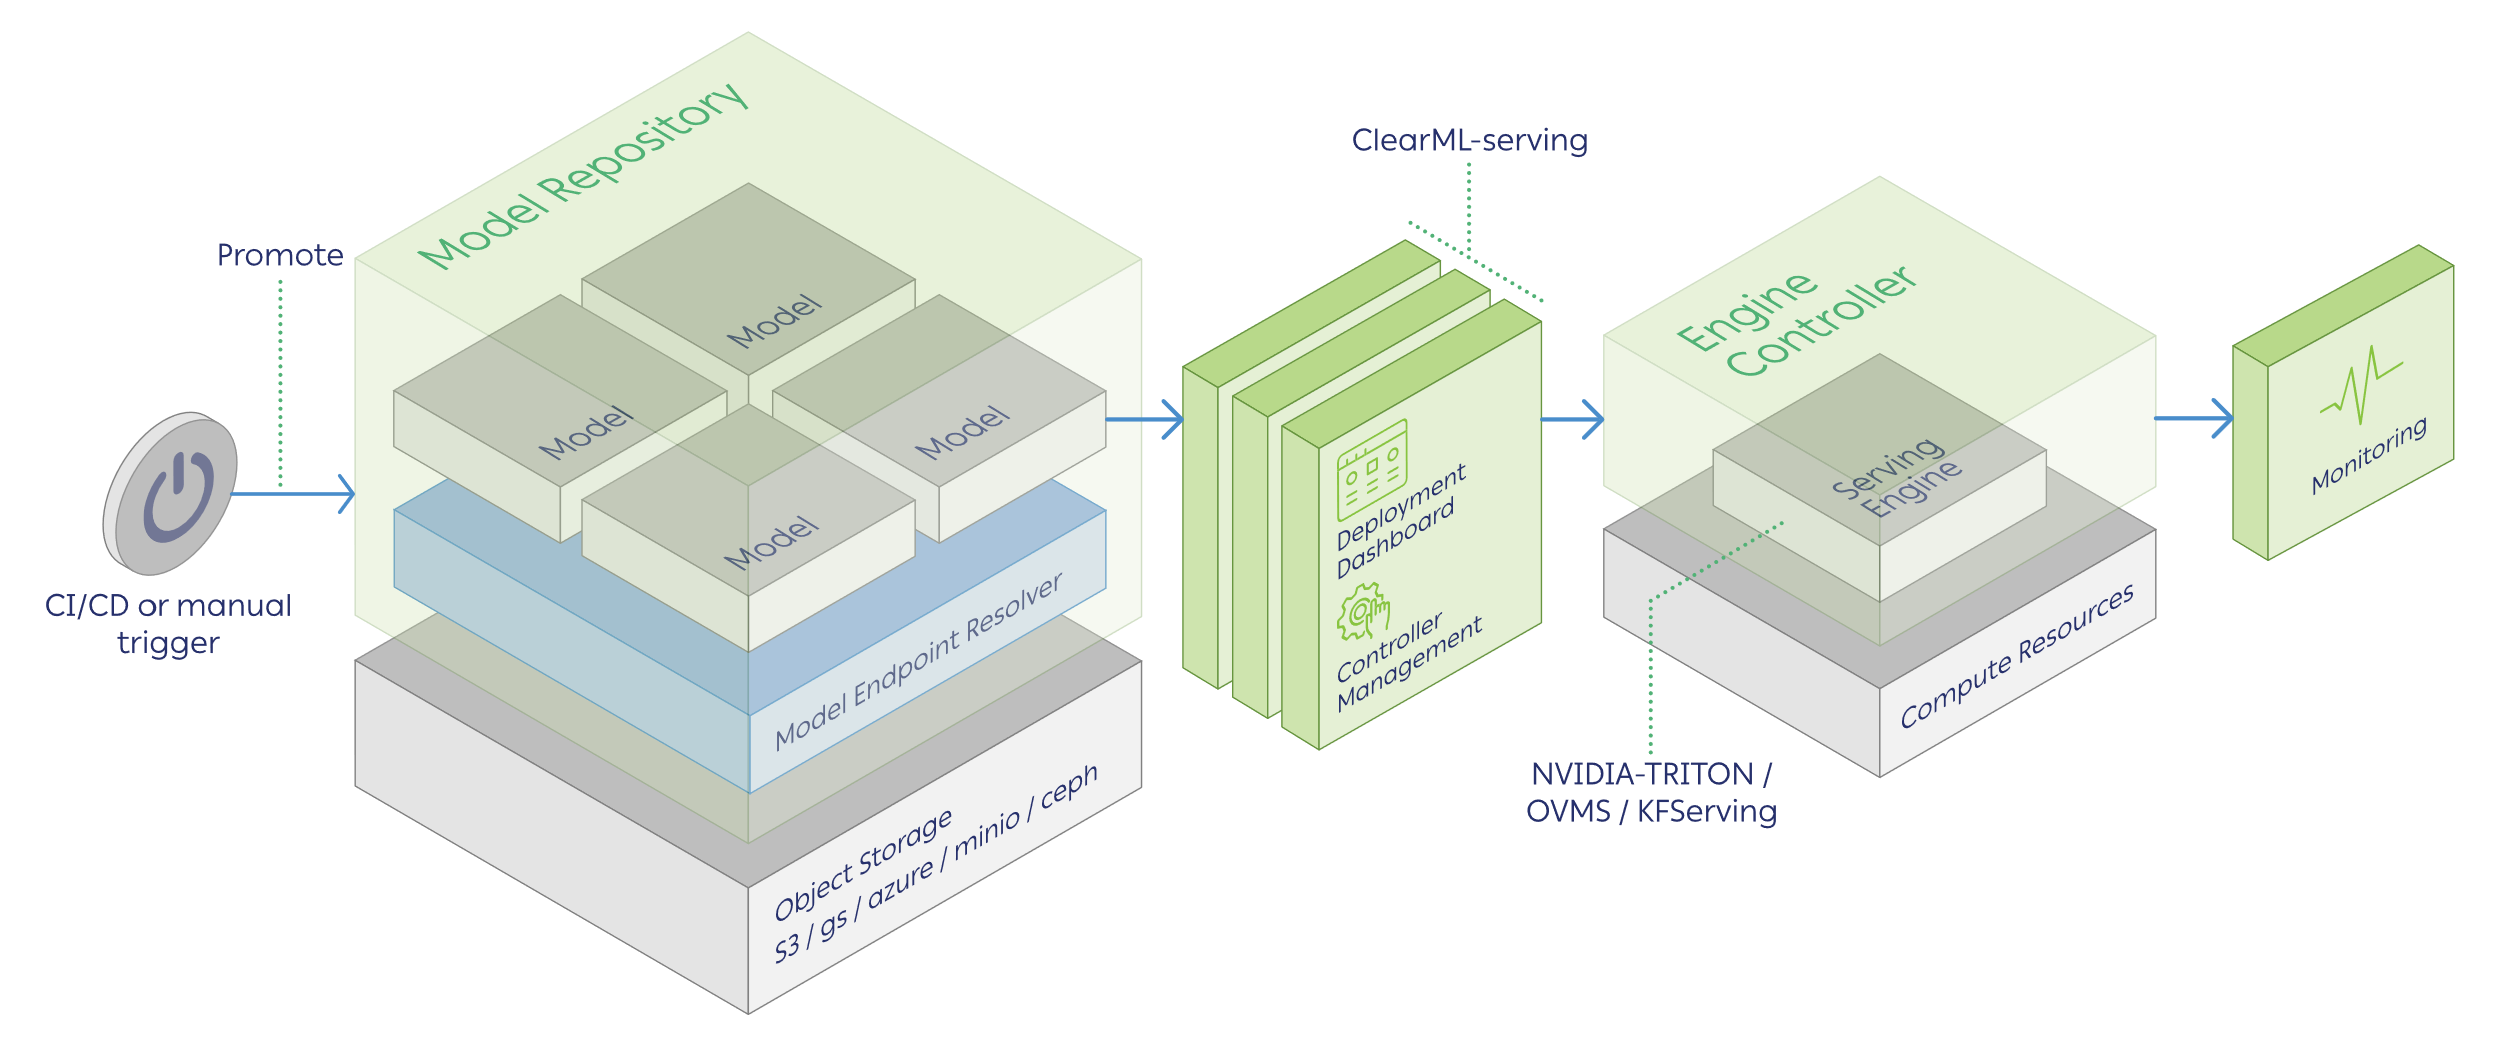 Promote
CI/CD or manual
trigger
Model Repository
Model
Model
Model
Model
Model Endpoint Resolver
Object Storage
S3 / gs / azure / minio / ceph
ClearML-serving
Deployment
Dashboard
Controller
Management
Engine
Controller
Serving
Engine
Compute Resources
NVIDIA-TRITON /
OVMS / KFServing
Monitoring